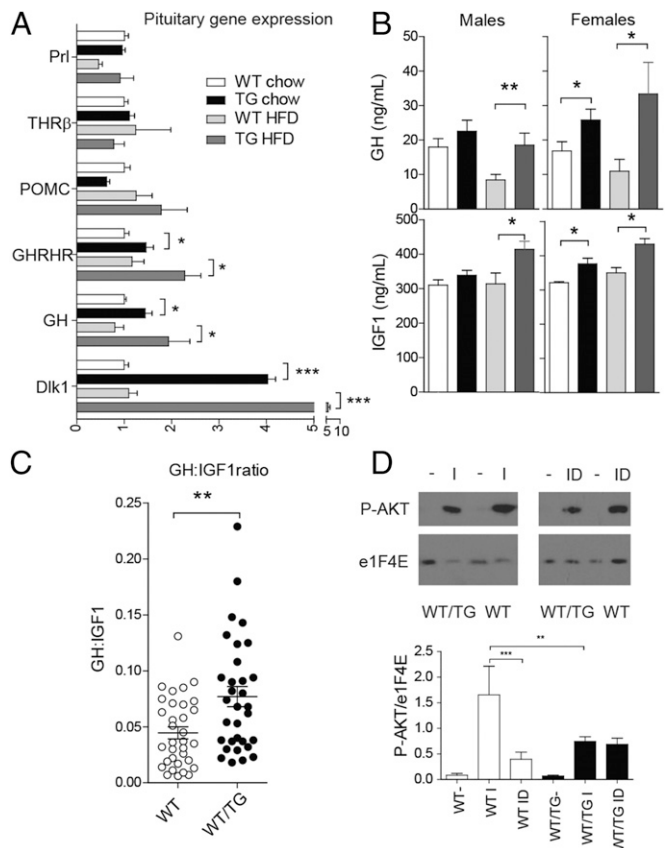 A
Pituitary gene expression
Prl
THRβ
POMC
GHRHR
GH
Dlk1
WT chow
TG chow
WT HFD
TG HFD
*
*
*
*
***
***
0 1 2 3 4 5 5 10
B
Males Females
GH (ng/mL)
50
40
30
20
10
0
** * *
IGF1 (ng/mL)
400
300
200
100
0
* * *
C
GH:IGF1ratio
**
GH:IGF1
0.25
0.20
0.15
0.10
0.05
0.00
WT WT/TG
D
- I - I - ID - ID
P-AKT
e1F4E
WT/TG WT WT/TG WT
P-AKT/e1F4E
2.5
2.0
1.5
1.0
0.5
0.0
**
***
WT- WT I WT ID WT/TG- WT/TG I WT/TG ID